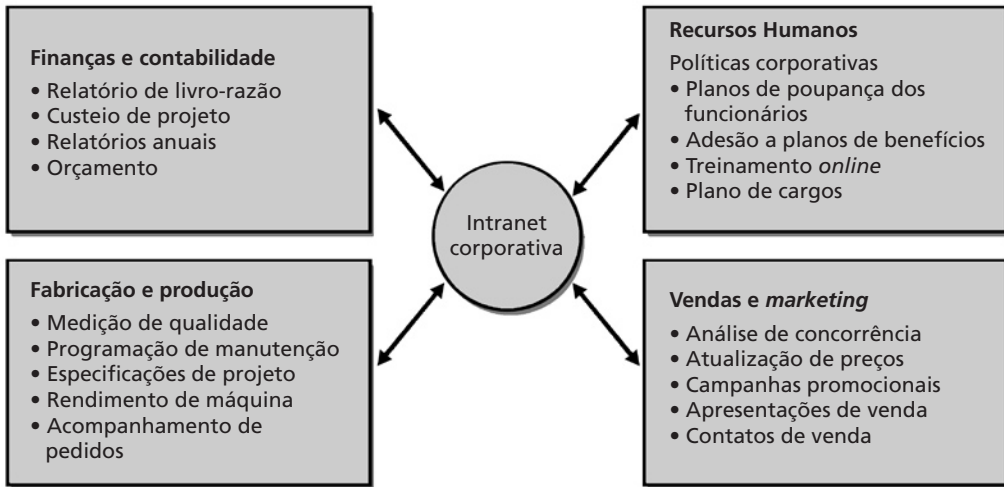 Finanças e contabilidade
• Relatório de livro-razão
• Custeio de projeto
• Relatórios anuais
• Orçamento
Recursos Humanos
Políticas corporativas
• Planos de poupança dos
funcionários
• Adesão a planos de benefícios
• Treinamento online
• Plano de cargos
Intranet
corporativa
Fabricação e produção
• Medição de qualidade
• Programação de manutenção
• Especificações de projeto
• Rendimento de máquina
• Acompanhamento de
pedidos
Vendas e marketing
• Análise de concorrência
• Atualização de preços
• Campanhas promocionais
• Apresentações de venda
• Contatos de venda